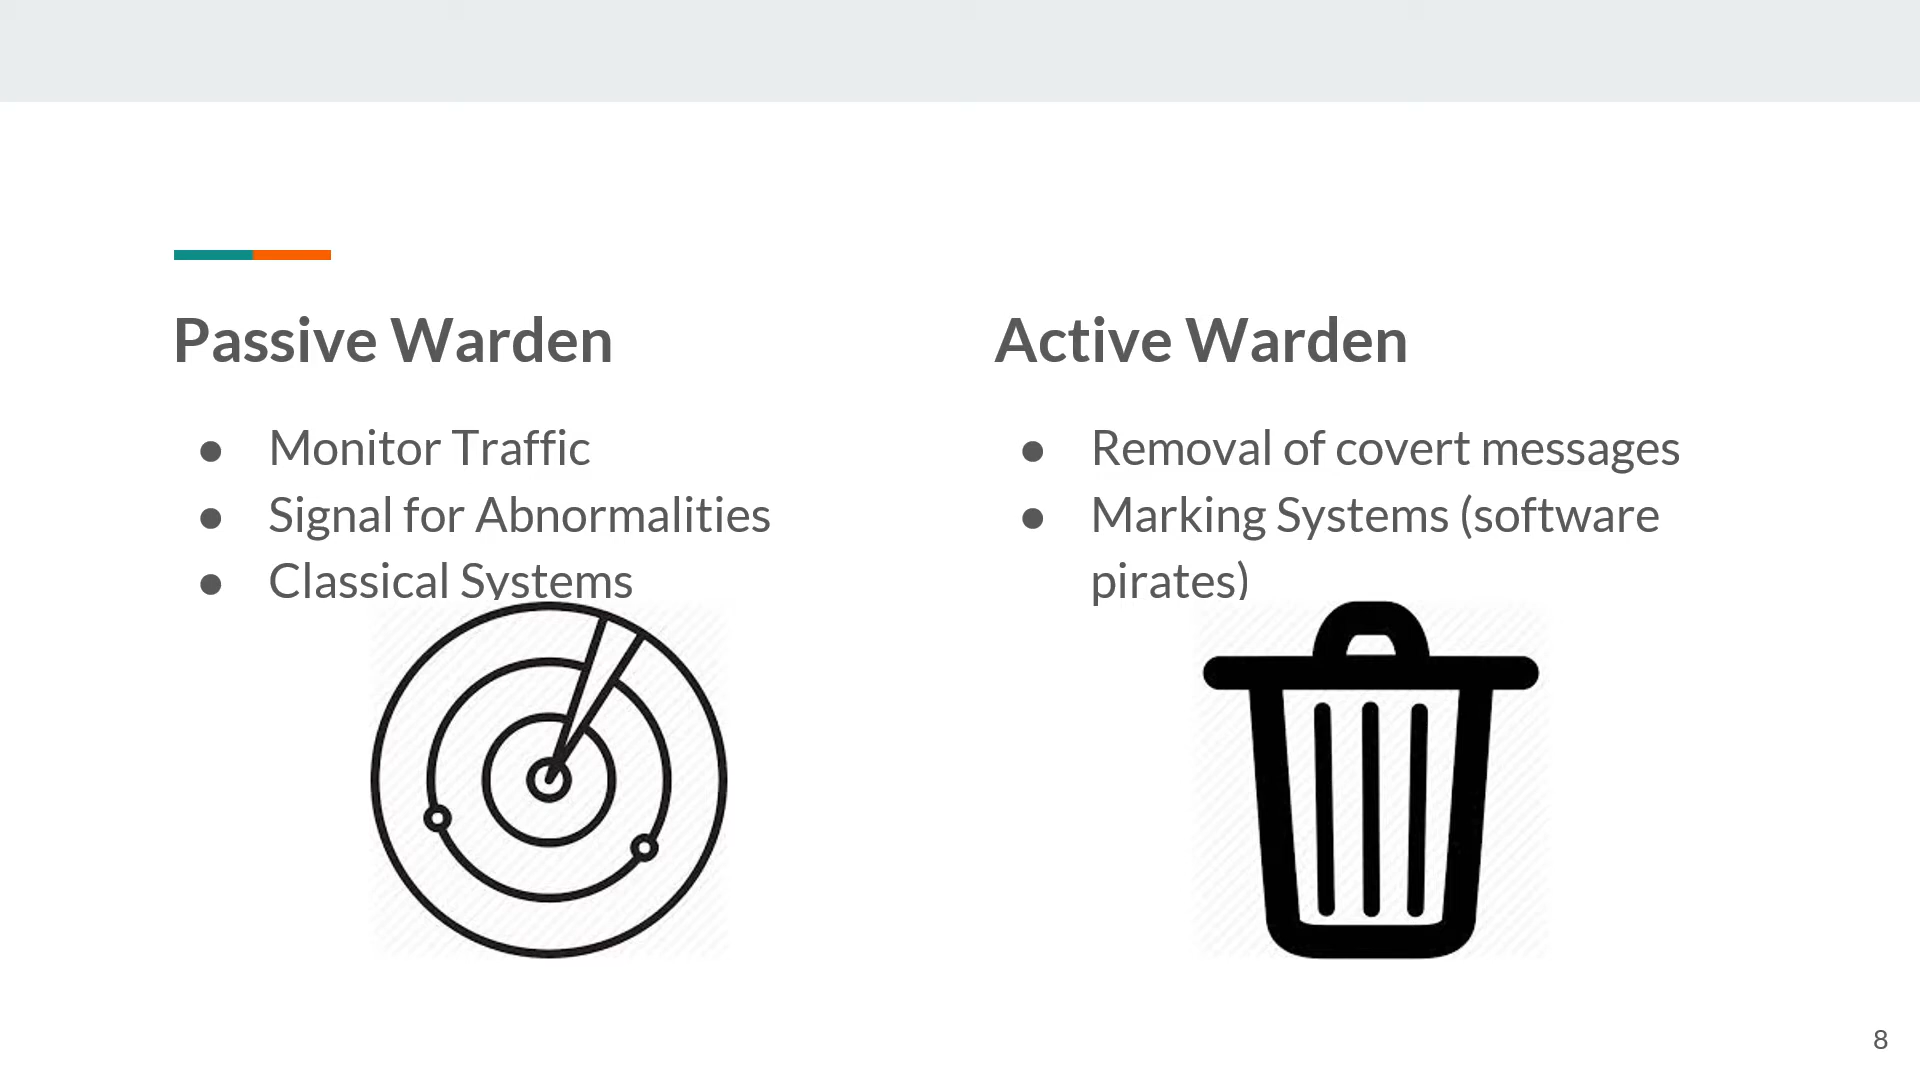 Passive Warden
● Monitor Traffic
● Signal for Abnormalities
● Classical Systems
Active Warden
● Removal of covert messages
● Marking Systems (software
pirates)
8